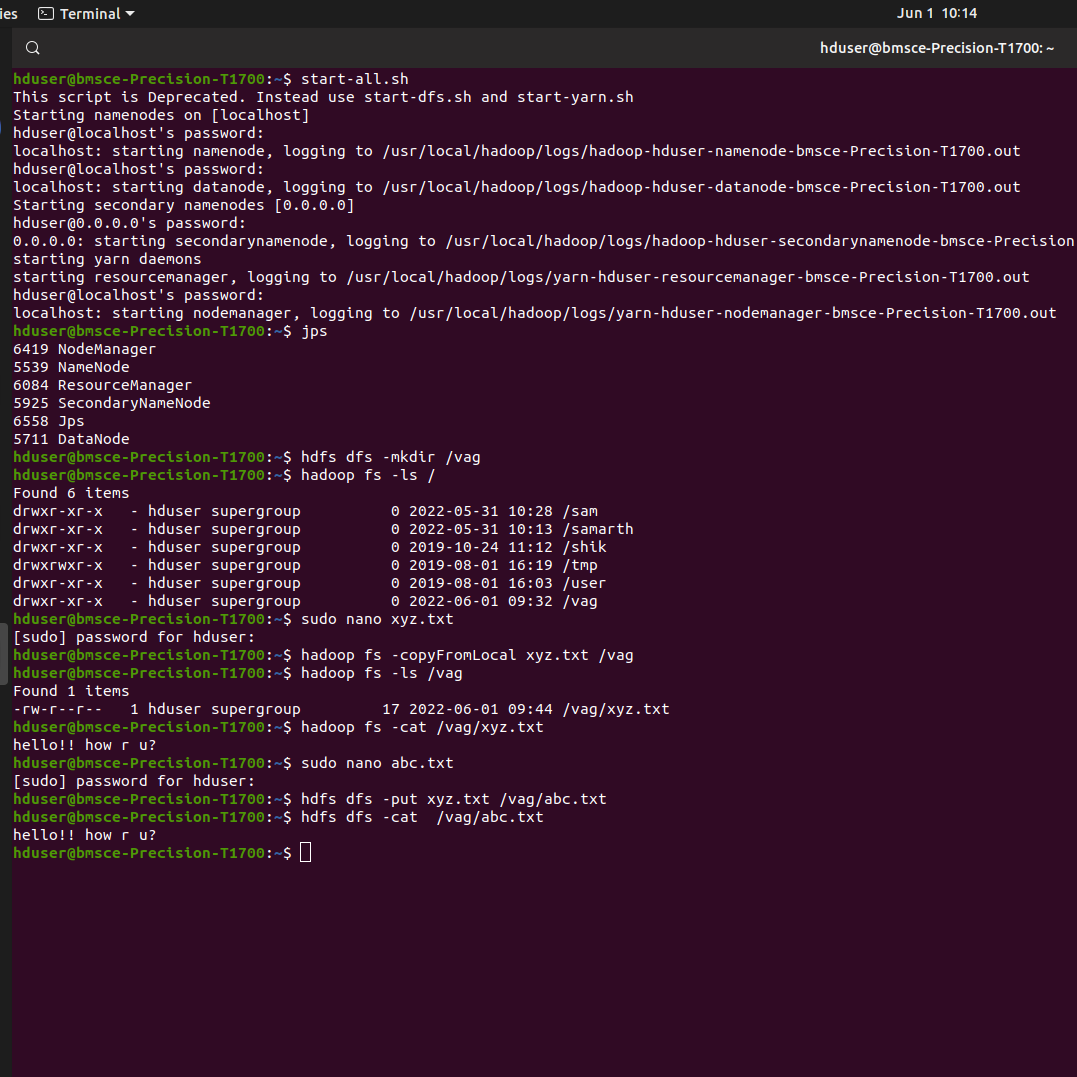 ies Terminal Jun 1 10:14
hduser@bmsce-Precision-T1700: ~
hduser@bmsce-Precision-T1700:~$ start-all.sh
This script is Deprecated. Instead use start-dfs.sh and start-yarn.sh
Starting namenodes on [localhost]
hduser@localhost's password:
localhost: starting namenode, logging to /usr/local/hadoop/logs/hadoop-hduser-namenode-bmsce-Precision-T1700.out
hduser@localhost's password:
localhost: starting datanode, logging to /usr/local/hadoop/logs/hadoop-hduser-datanode-bmsce-Precision-T1700.out
Starting secondary namenodes [0.0.0.0]
hduser@0.0.0.0's password:
0.0.0.0: starting secondarynamenode, logging to /usr/local/hadoop/logs/hadoop-hduser-secondarynamenode-bmsce-Precision
starting yarn daemons
starting resourcemanager, logging to /usr/local/hadoop/logs/yarn-hduser-resourcemanager-bmsce-Precision-T1700.out
hduser@localhost's password:
localhost: starting nodemanager, logging to /usr/local/hadoop/logs/yarn-hduser-nodemanager-bmsce-Precision-T1700.out
hduser@bmsce-Precision-T1700:~$ jps
6419 NodeManager
5539 NameNode
6084 ResourceManager
5925 SecondaryNameNode
6558 Jps
5711 DataNode
hduser@bmsce-Precision-T1700:~$ hdfs dfs -mkdir /vag
hduser@bmsce-Precision-T1700:~$ hadoop fs -ls /
Found 6 items
drwxr-xr-x   - hduser supergroup          0 2022-05-31 10:28 /sam
drwxr-xr-x   - hduser supergroup          0 2022-05-31 10:13 /samarth
drwxr-xr-x   - hduser supergroup          0 2019-10-24 11:12 /shik
drwxrwxr-x   - hduser supergroup          0 2019-08-01 16:19 /tmp
drwxr-xr-x   - hduser supergroup          0 2019-08-01 16:03 /user
drwxr-xr-x   - hduser supergroup          0 2022-06-01 09:32 /vag
hduser@bmsce-Precision-T1700:~$ sudo nano xyz.txt
[sudo] password for hduser:
hduser@bmsce-Precision-T1700:~$ hadoop fs -copyFromLocal xyz.txt /vag
hduser@bmsce-Precision-T1700:~$ hadoop fs -ls /vag
Found 1 items
-rw-r--r--   1 hduser supergroup         17 2022-06-01 09:44 /vag/xyz.txt
hduser@bmsce-Precision-T1700:~$ hadoop fs -cat /vag/xyz.txt
hello!! how r u?
hduser@bmsce-Precision-T1700:~$ sudo nano abc.txt
[sudo] password for hduser:
hduser@bmsce-Precision-T1700:~$ hdfs dfs -put xyz.txt /vag/abc.txt
hduser@bmsce-Precision-T1700:~$ hdfs dfs -cat  /vag/abc.txt
hello!! how r u?
hduser@bmsce-Precision-T1700:~$